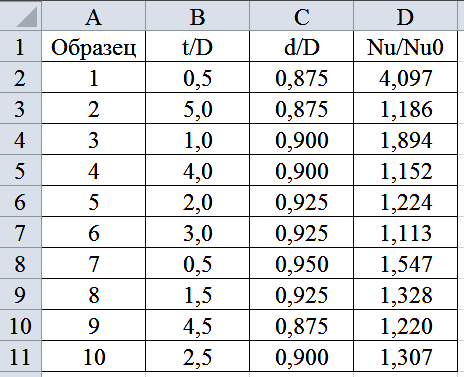 A B C D
1 Образец t/D d/D Nu/Nu0
2 1 0,5 0,875 4,097
3 2 5,0 0,875 1,186
4 3 1,0 0,900 1,894
5 4 4,0 0,900 1,152
6 5 2,0 0,925 1,224
7 6 3,0 0,925 1,113
8 7 0,5 0,950 1,547
9 8 1,5 0,925 1,328
10 9 4,5 0,875 1,220
11 10 2,5 0,900 1,307